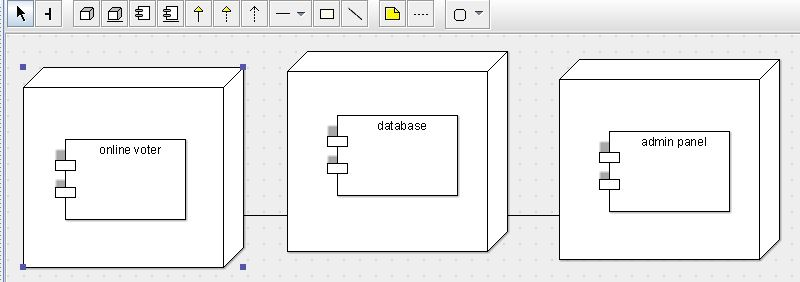 online voter
database
admin panel